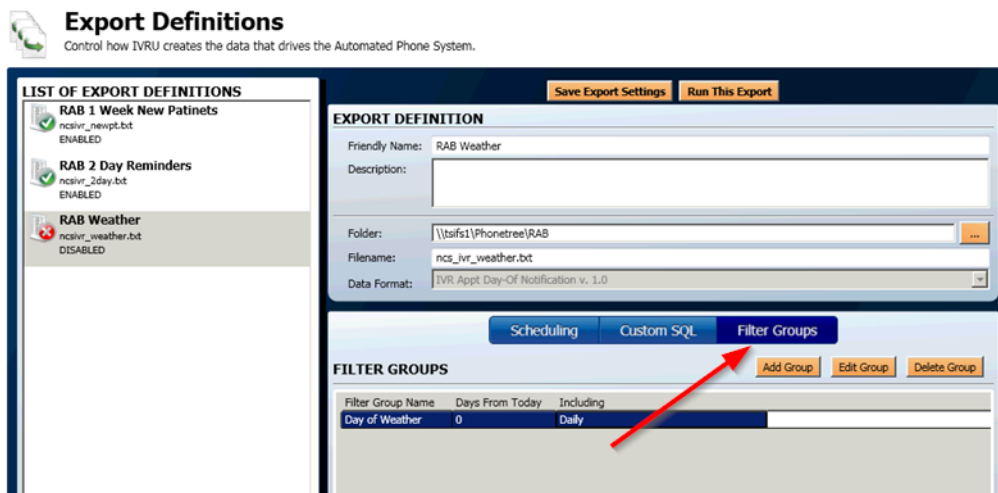 Export Definitions
Control how IVRU creates the data that drives the Automated Phone System.
LIST OF EXPORT DEFINITIONS
RAB 1 Week New Patinets
ncsivr_newpt.txt
ENABLED
RAB 2 Day Reminders
ncsivr_2day.txt
ENABLED
RAB Weather
ncsivr_weather.txt
DISABLED
Save Export Settings Run This Export
EXPORT DEFINITION
Friendly Name: RAB Weather
Description:
Folder: \\tsifs1\Phonetree\RAB ...
Filename: ncs_ivr_weather.txt
Data Format: IVR Appt Day-Of Notification v. 1.0
Scheduling Custom SQL Filter Groups
FILTER GROUPS Add Group Edit Group Delete Group
Filter Group Name Days From Today Including
Day of Weather 0 Daily